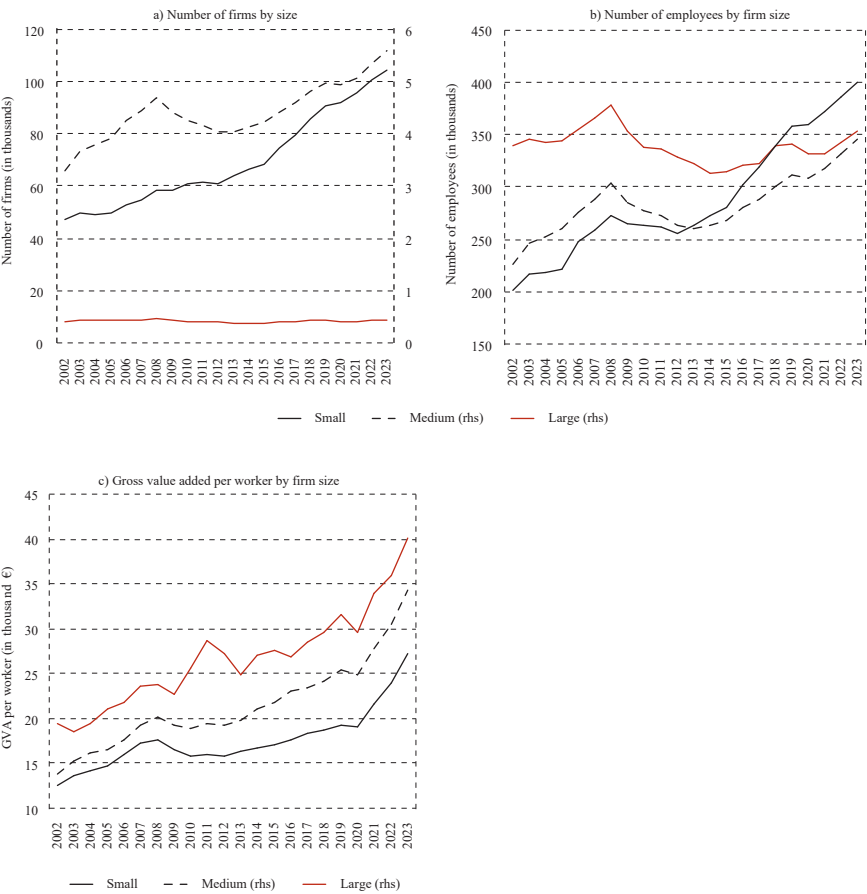 a) Number of firms by size
Number of firms (in thousands)
120
100
80
60
40
20
0
6
5
4
3
2
1
0
2002 2003 2004 2005 2006 2007 2008 2009 2010 2011 2012 2013 2014 2015 2016 2017 2018 2019 2020 2021 2022 2023
b) Number of employees by firm size
Number of employees (in thousands)
450
400
350
300
250
200
150
2002 2003 2004 2005 2006 2007 2008 2009 2010 2011 2012 2013 2014 2015 2016 2017 2018 2019 2020 2021 2022 2023
Small Medium (rhs) Large (rhs)
c) Gross value added per worker by firm size
GVA per worker (in thousand €)
45
40
35
30
25
20
15
10
2002 2003 2004 2005 2006 2007 2008 2009 2010 2011 2012 2013 2014 2015 2016 2017 2018 2019 2020 2021 2022 2023
Small Medium (rhs) Large (rhs)